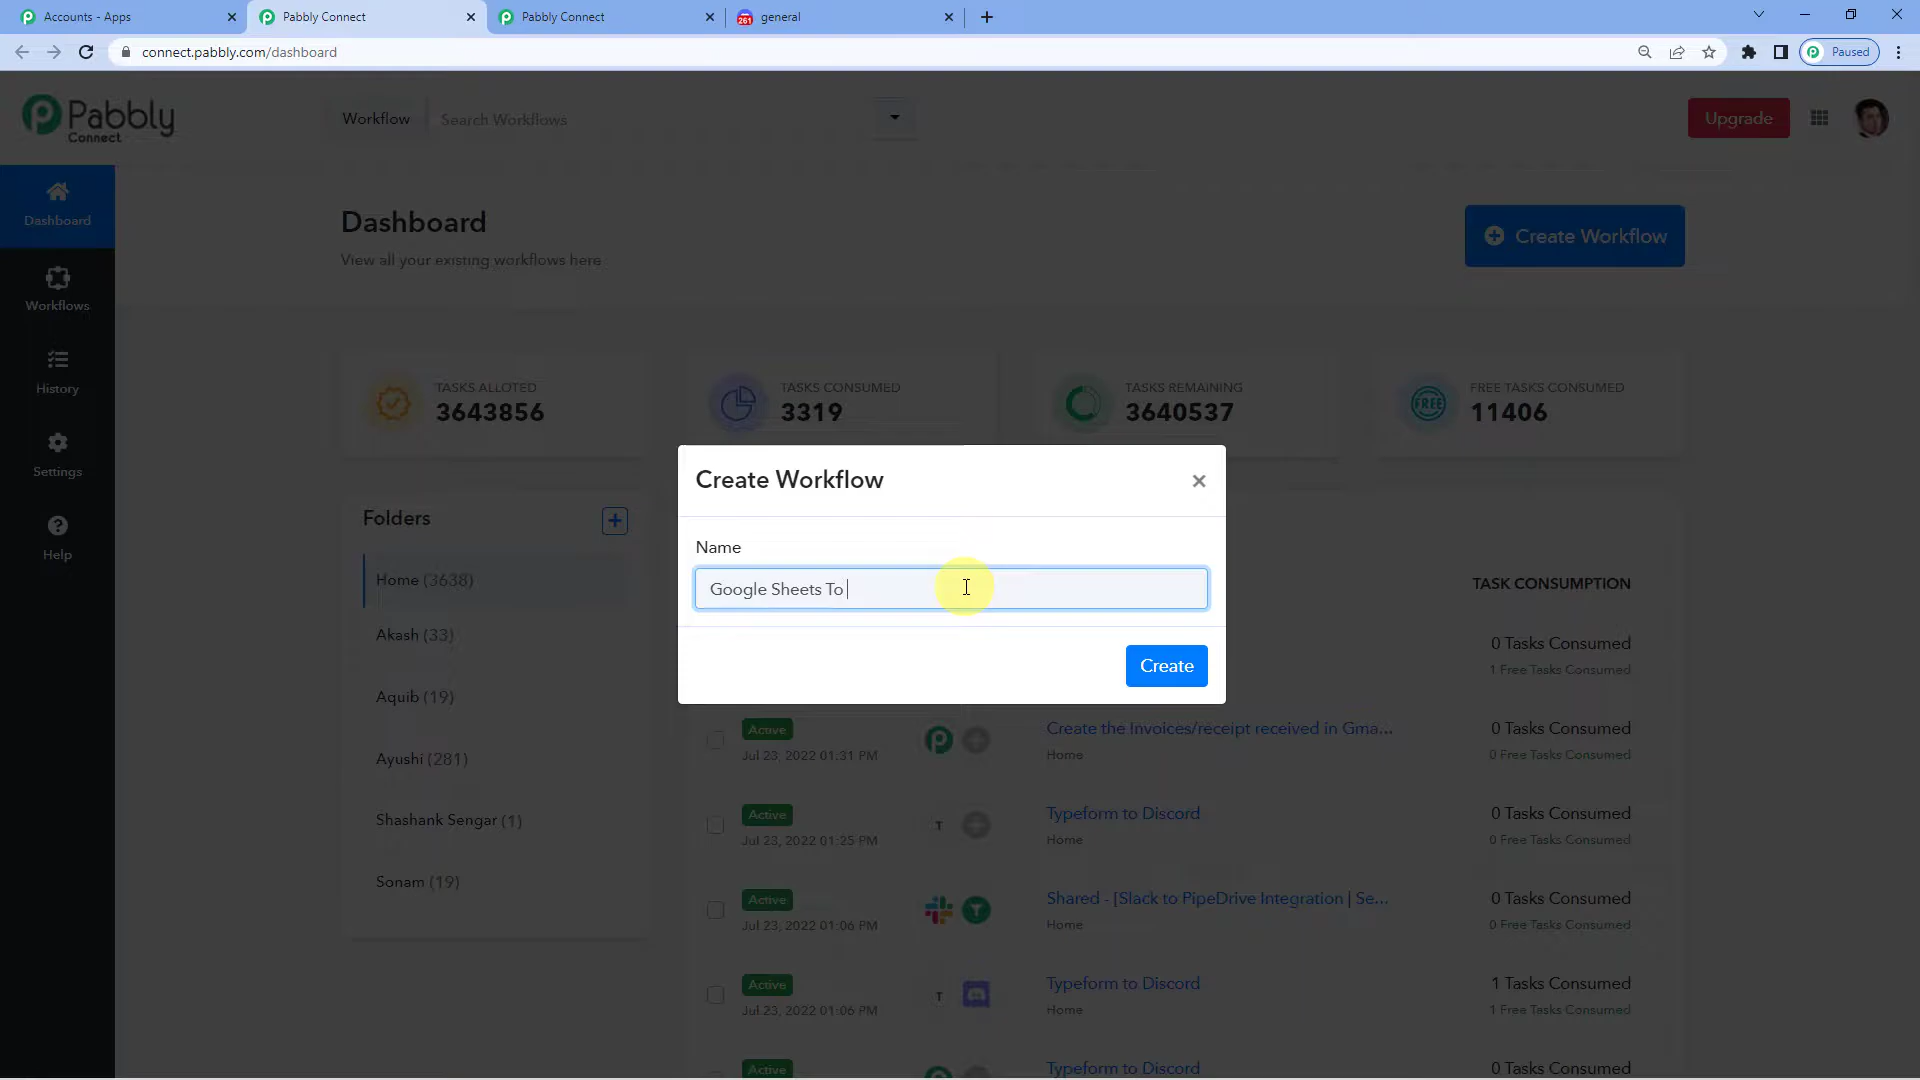 Accounts - Apps
Pabbly Connect
Pabbly Connect
261
general
connect.pabbly.com/dashboard
Paused
Pabbly
Connect
Workflow
Search Workflows
Upgrade
Dashboard
Workflows
History
Settings
Help
Dashboard
View all your existing workflows here
Create Workflow
TASKS ALLOTED
3643856
TASKS CONSUMED
3319
TASKS REMAINING
3640537
FREE
FREE TASKS CONSUMED
11406
Folders
Home (3638)
Akash (33)
Aquib (19)
Ayushi (281)
Shashank Sengar (1)
Sonam (19)
Create Workflow
Name
Google Sheets To
Create
TASK CONSUMPTION
0 Tasks Consumed
1 Free Tasks Consumed
Active
Jul 23, 2022 01:31 PM
Create the Invoices/receipt received in Gma...
Home
0 Tasks Consumed
0 Free Tasks Consumed
Active
Jul 23, 2022 01:25 PM
T
Typeform to Discord
Home
0 Tasks Consumed
0 Free Tasks Consumed
Active
Jul 23, 2022 01:06 PM
Shared - [Slack to PipeDrive Integration | Se...
Home
0 Tasks Consumed
0 Free Tasks Consumed
Active
Jul 23, 2022 01:06 PM
T
Typeform to Discord
Home
1 Tasks Consumed
1 Free Tasks Consumed
Active
Typeform to Discord
0 Tasks Consumed